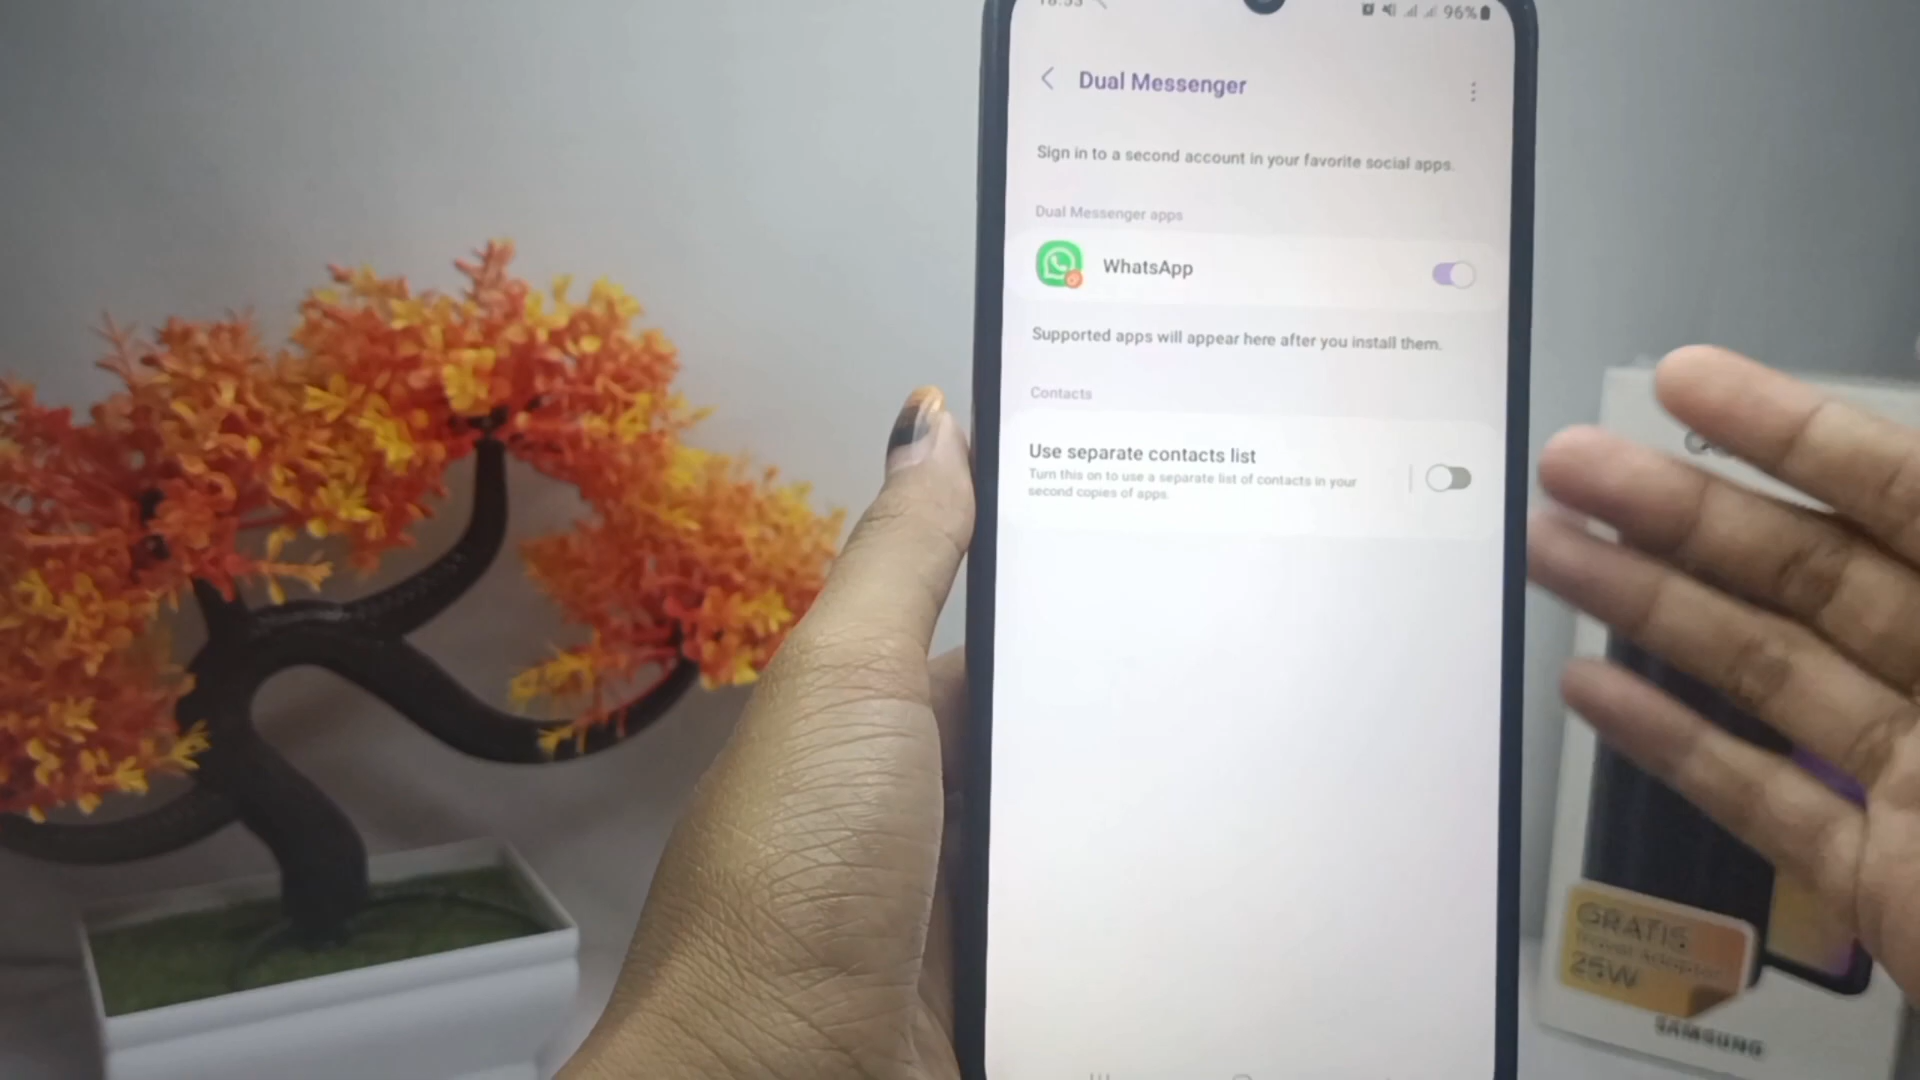 96%
Dual Messenger
Sign in to a second account in your favorite social apps.
Dual Messenger apps
WhatsApp
Supported apps will appear here after you install them.
Contacts
Use separate contacts list
Turn this on to use a separate list of contacts in your
second copies of apps.
GRATIS
25W
SAMSUNG